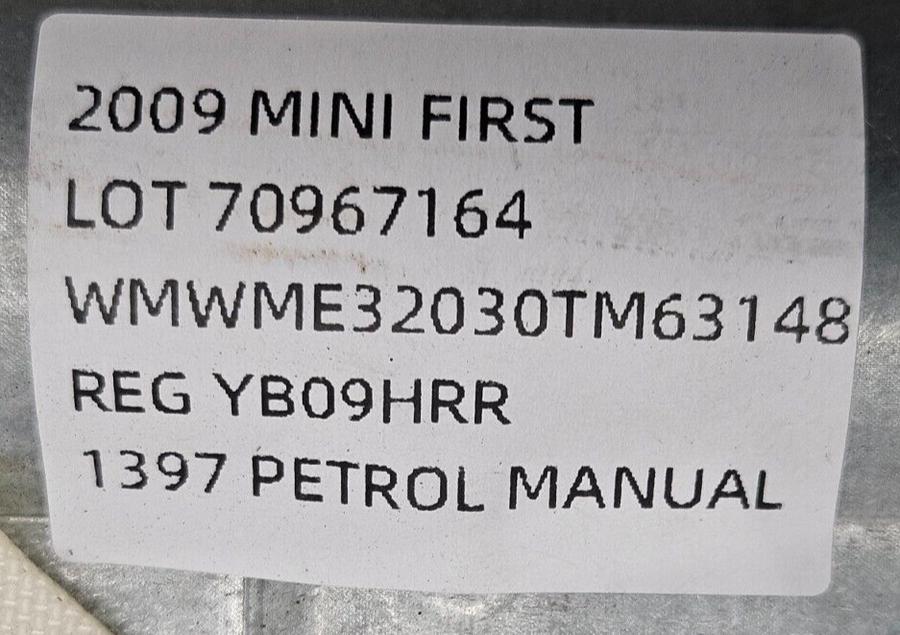 2009 MINI FIRST
LOT 70967164
WMWME32030TM63148
REG YB09HRR
1397 PETROL MANUAL